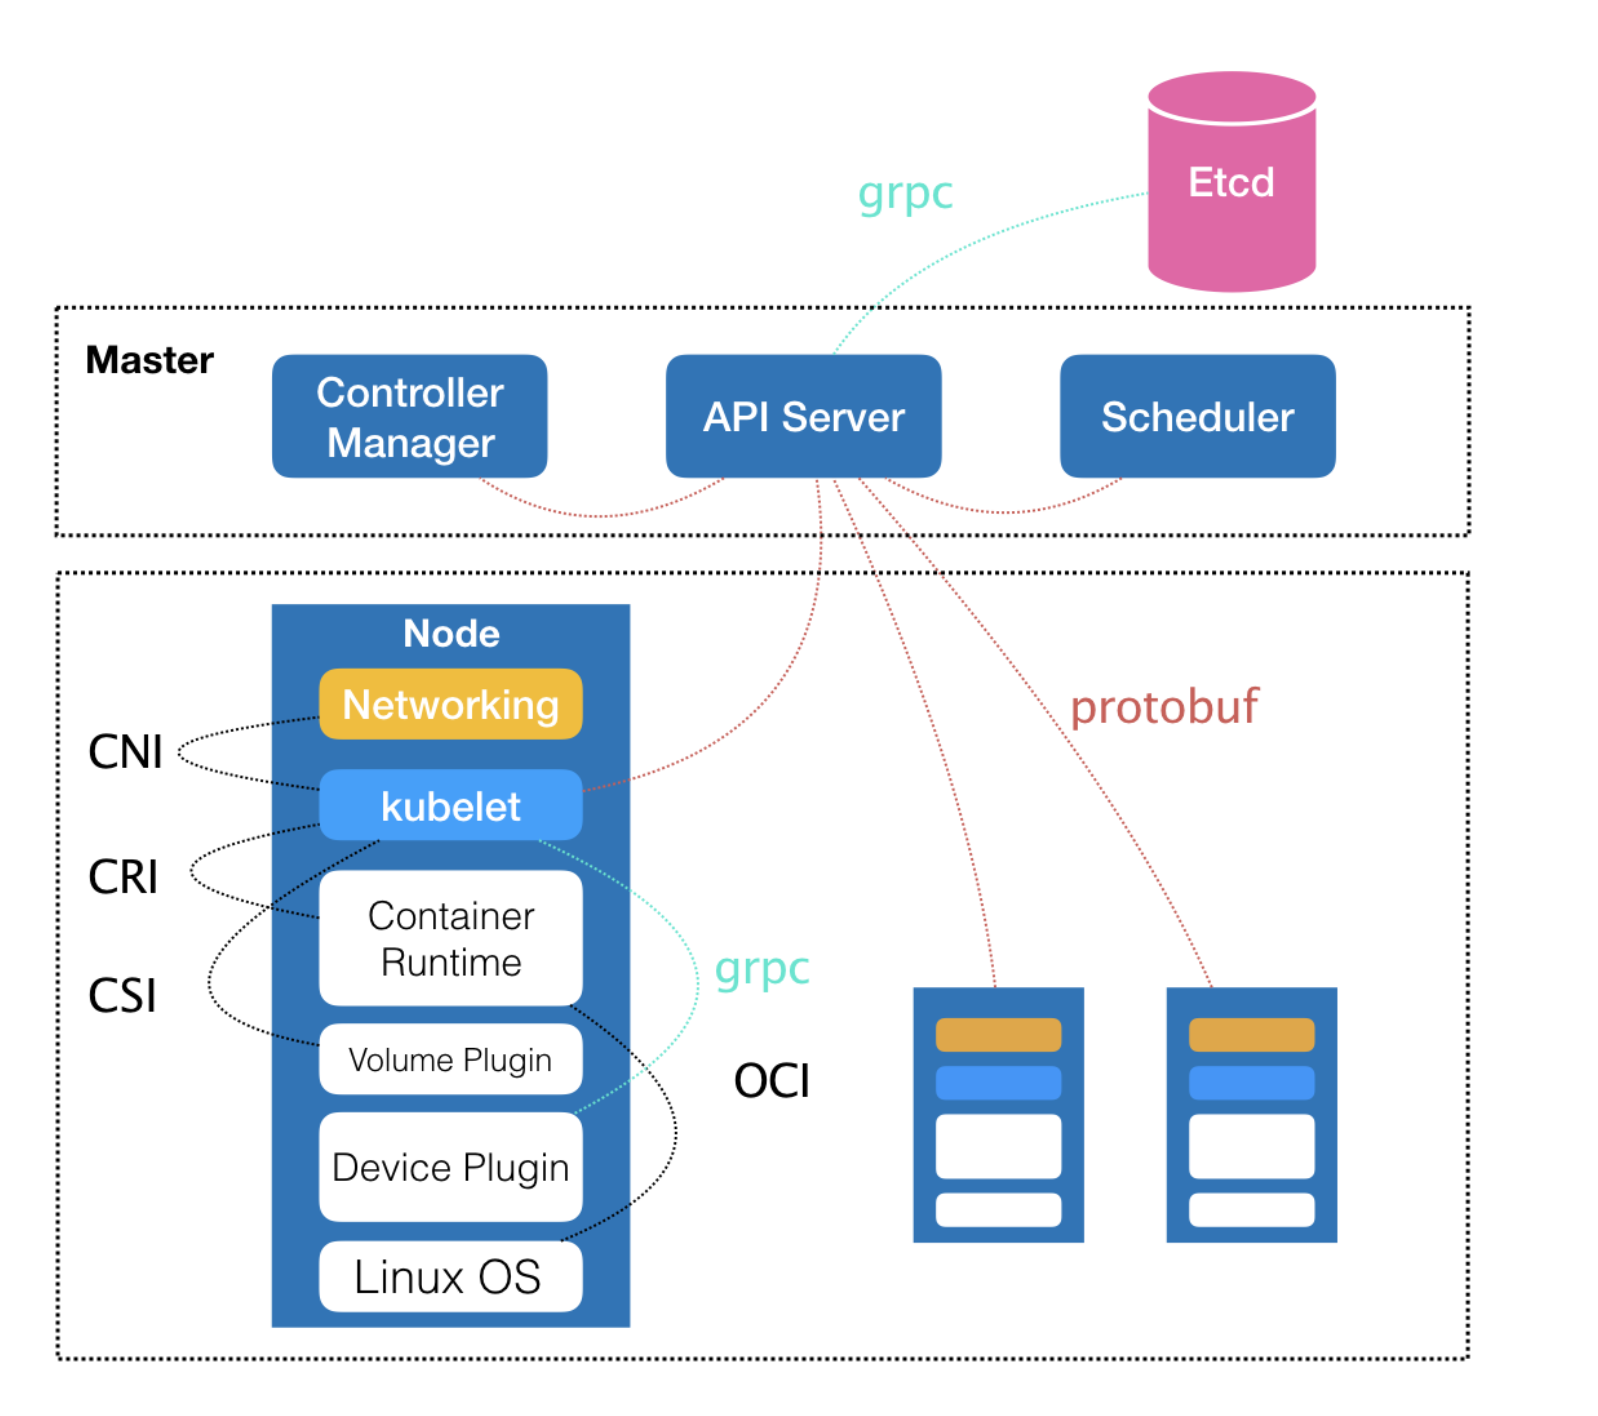 Etcd
grpc
Master
Controller
Manager
API Server
Scheduler
Node
Networking
protobuf
CNI
kubelet
CRI
Container
Runtime
grpc
CSI
Volume Plugin
OCI
Device Plugin
Linux OS